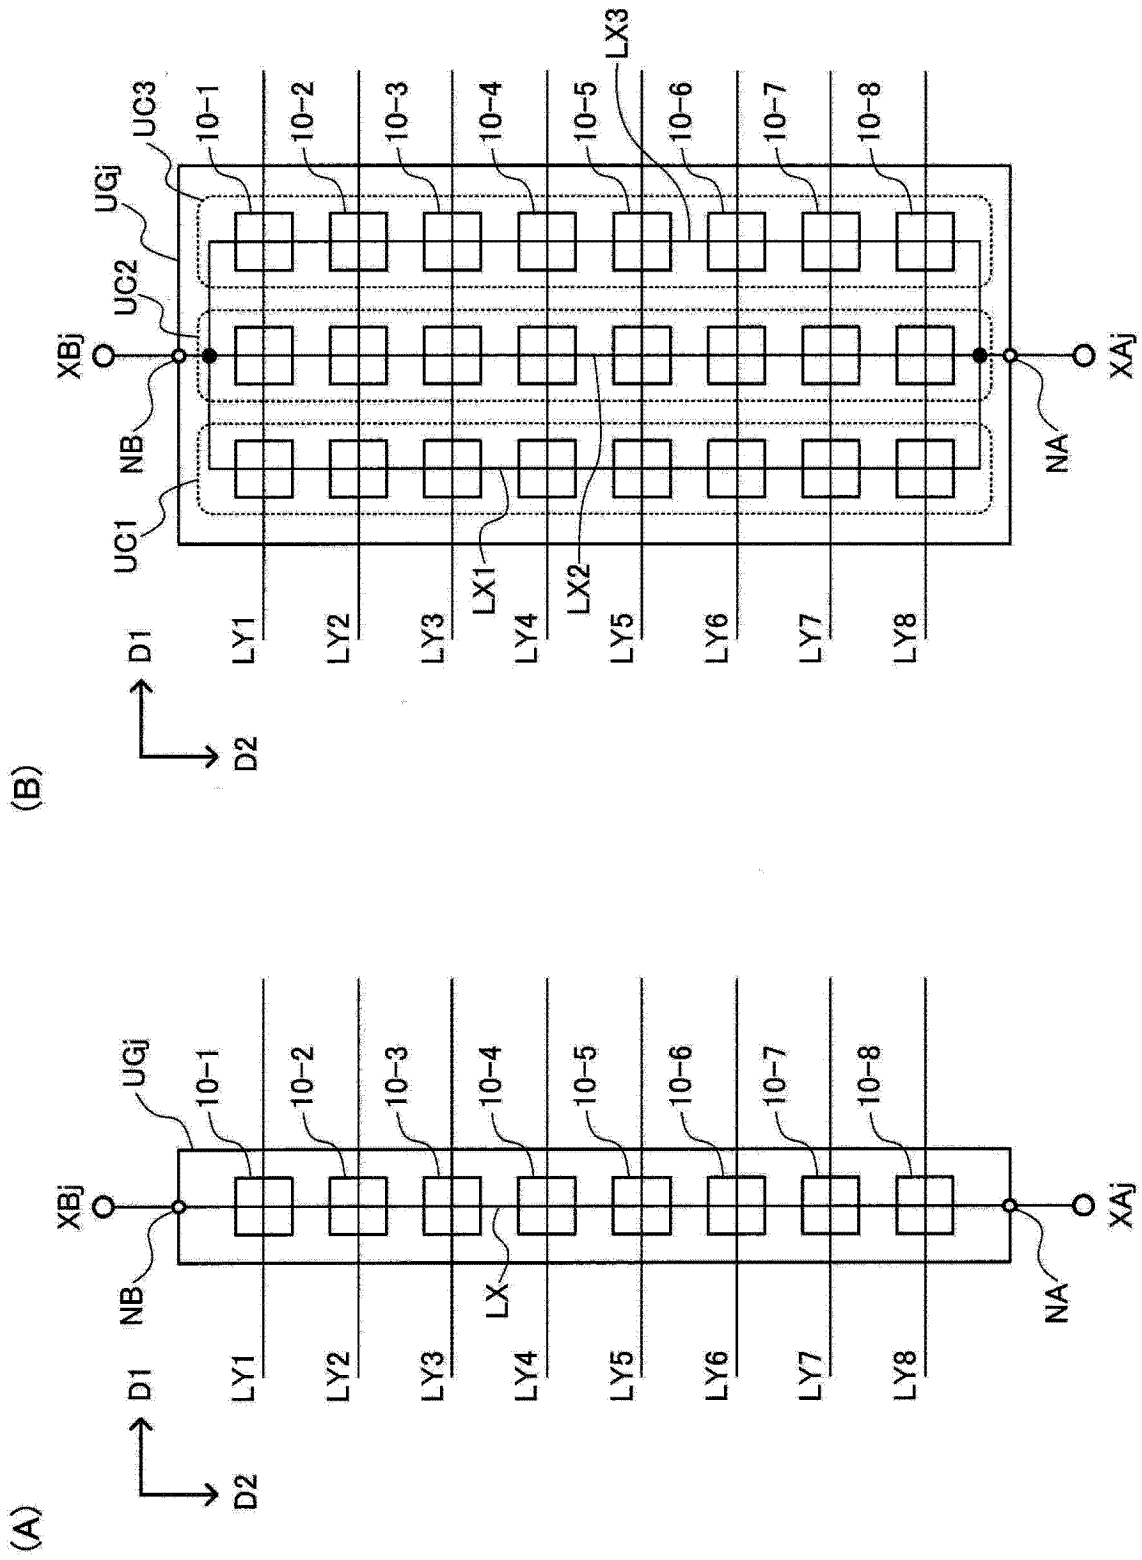 (A)
D1
D2
XBj
NB
UGj
LY1
10-1
LY2
10-2
LY3
10-3
LX
LY4
10-4
LY5
10-5
LY6
10-6
LY7
10-7
LY8
10-8
NA
XAj
(B)
D1
D2
XBj
NB
UC1
UC2
UGj
UC3
LY1
10-1
LY2
10-2
LY3
10-3
LX1
LY4
10-4
LX2
LY5
10-5
LX3
LY6
10-6
LY7
10-7
LY8
10-8
NA
XAj